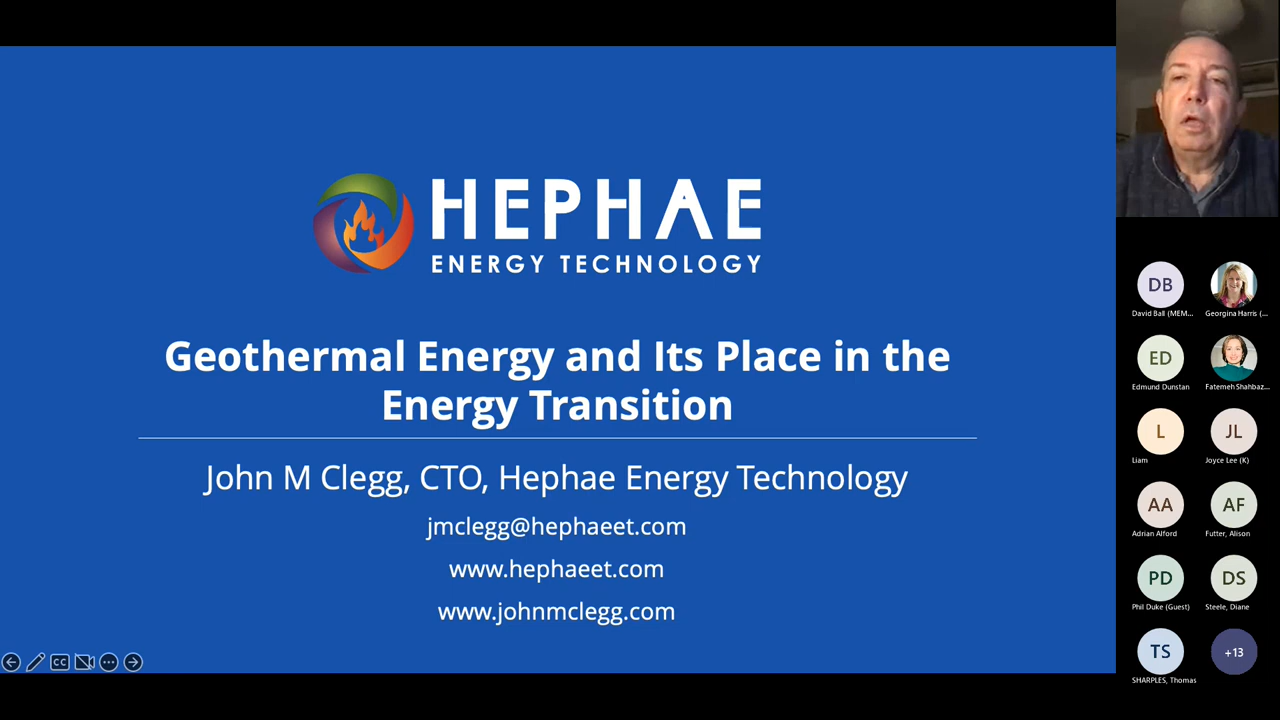 HEPHAE
ENERGY TECHNOLOGY
Geothermal Energy and Its Place in the
Energy Transition
John M Clegg, CTO, Hephae Energy Technology
jmclegg@hephaeet.com
www.hephaeet.com
www.johnmclegg.com
CC
DB
David Ball (MEM...
Georgina Harris (...
ED
Edmund Dunstan
Fatemeh Shahbaz...
L
Liam
JL
Joyce Lee (K)
AA
Adrian Alford
AF
Futter, Alison
PD
Phil Duke (Guest)
DS
Steele, Diane
TS
SHARPLES, Thomas
+13